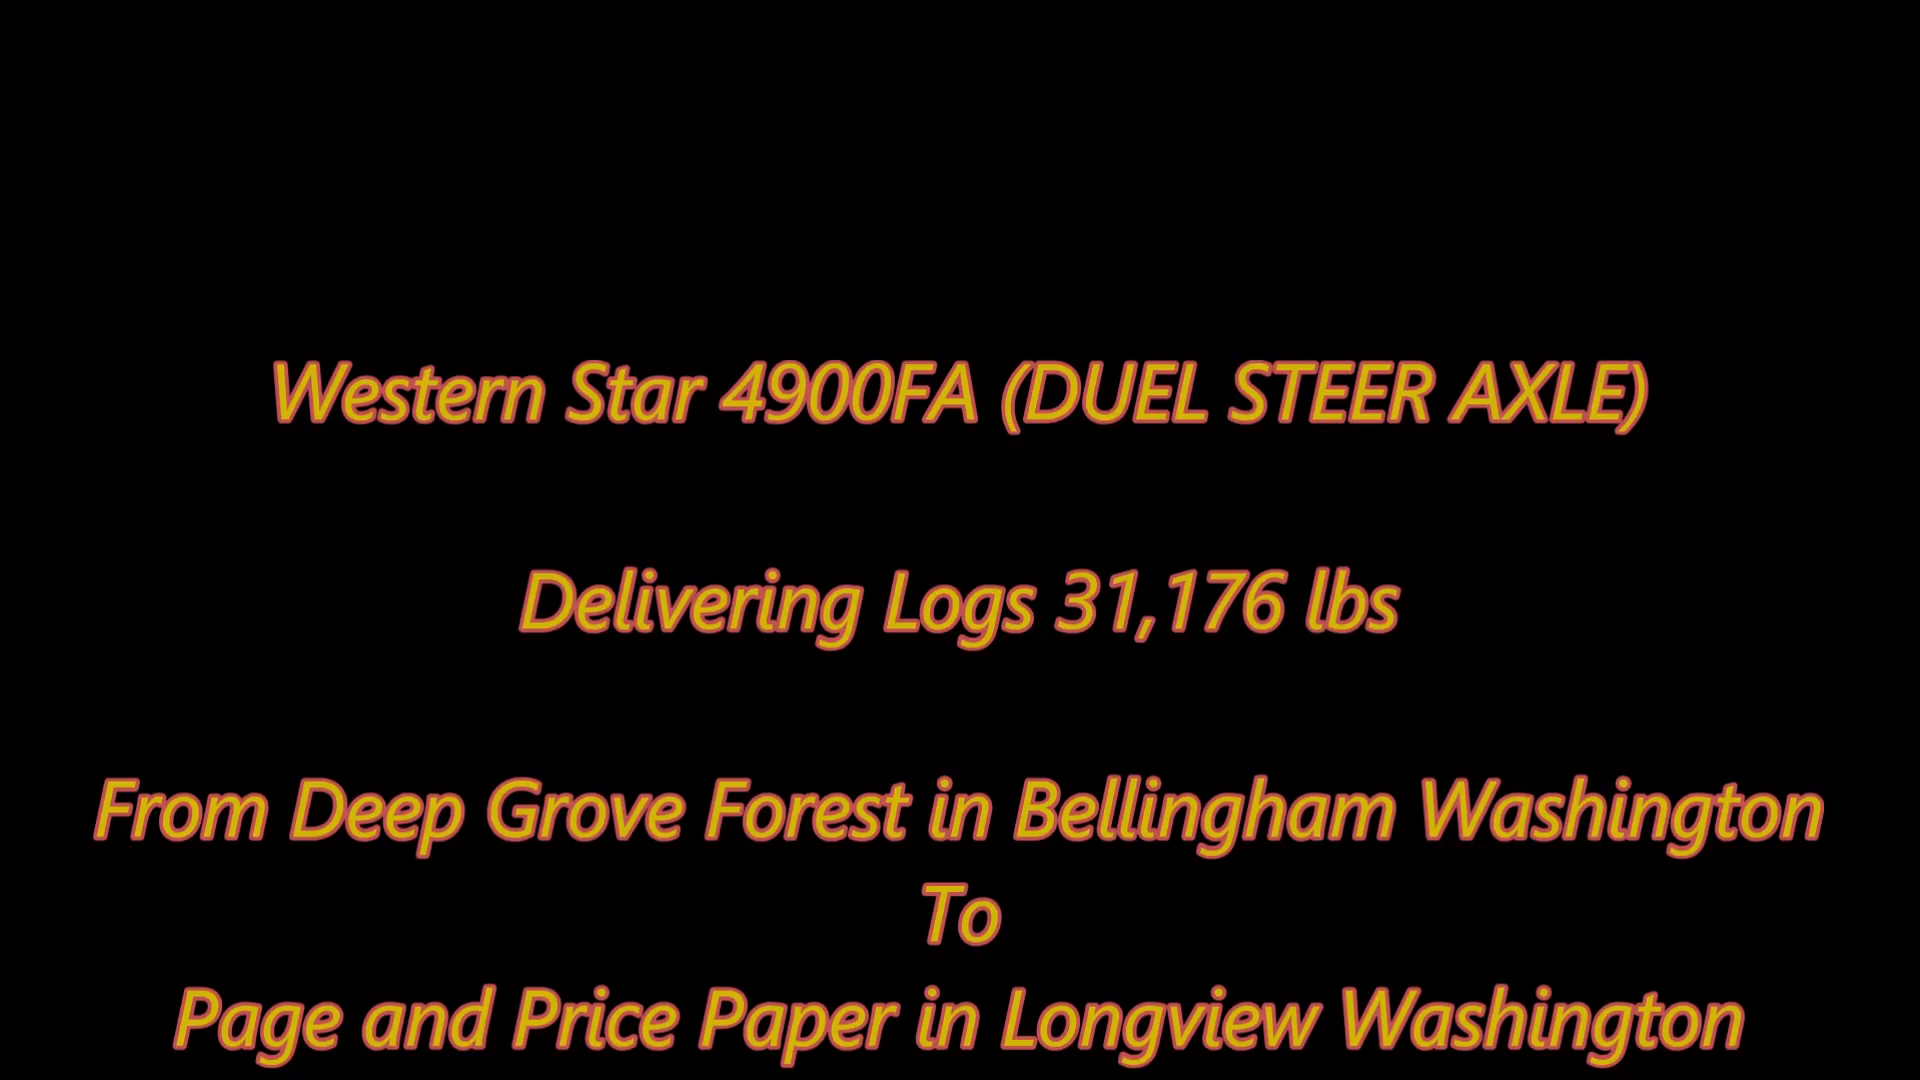 Western Star 4900FA (DUEL STEER AXLE)
Delivering Logs 31,176 lbs
From Deep Grove Forest in Bellingham Washington
To
Page and Price Paper in Longview Washington